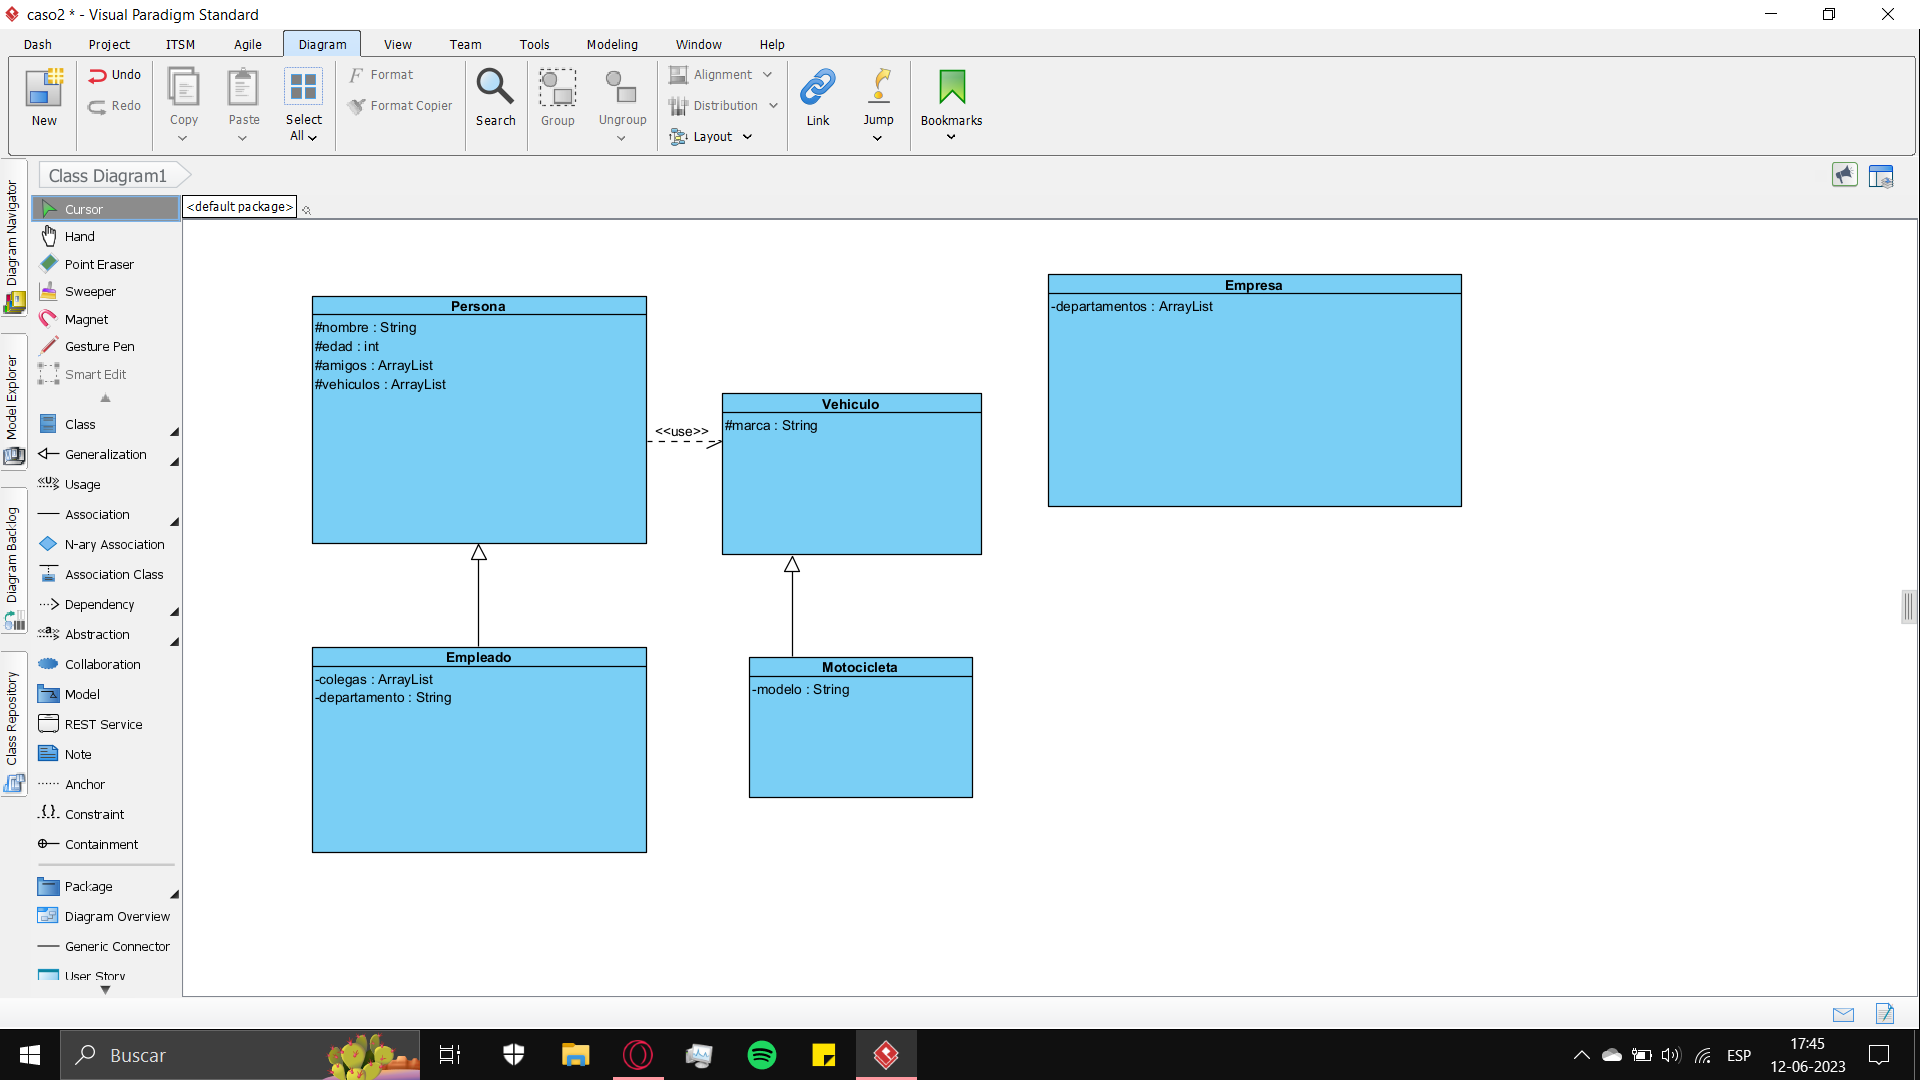 caso2 * - Visual Paradigm Standard
Dash Project ITSM Agile Diagram View Team Tools Modeling Window Help
New
Undo
Redo
Copy
Paste
Select
All
Format
Format Copier
Search
Group
Ungroup
Alignment
Distribution
Layout
Link
Jump
Bookmarks
Class Diagram1
<default package>
Diagram Navigator
Model Explorer
Diagram Backlog
Class Repository
Cursor
Hand
Point Eraser
Sweeper
Magnet
Gesture Pen
Smart Edit
Class
Generalization
Usage
Association
N-ary Association
Association Class
Dependency
Abstraction
Collaboration
Model
REST Service
Note
Anchor
Constraint
Containment
Package
Diagram Overview
Generic Connector
User Story
Persona
#nombre : String
#edad : int
#amigos : ArrayList
#vehiculos : ArrayList
<<use>>
Vehiculo
#marca : String
Empresa
-departamentos : ArrayList
Empleado
-colegas : ArrayList
-departamento : String
Motocicleta
-modelo : String
Buscar
ESP
17:45
12-06-2023